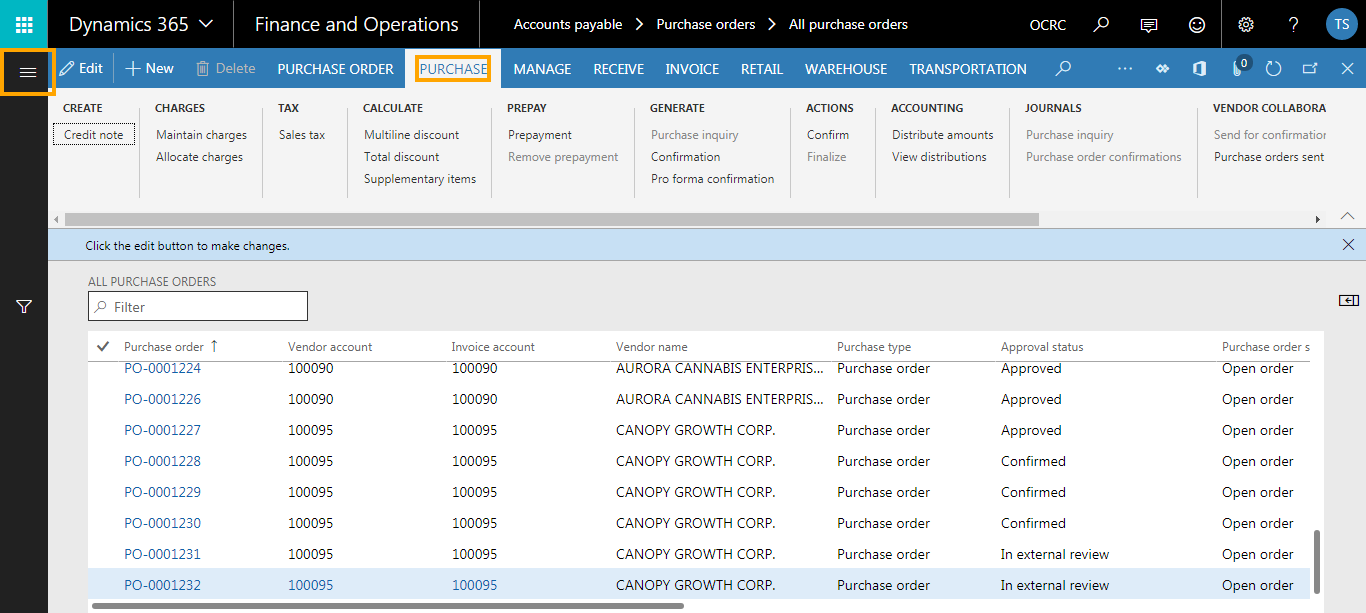 Dynamics 365 Finance and Operations Accounts payable Purchase orders All purchase orders OCRC ? TS
Edit New Delete PURCHASE ORDER PURCHASE MANAGE RECEIVE INVOICE RETAIL WAREHOUSE TRANSPORTATION ... 0
CREATE CHARGES TAX CALCULATE PREPAY GENERATE ACTIONS ACCOUNTING JOURNALS VENDOR COLLABORA
Credit note Maintain charges Sales tax Multiline discount Prepayment Purchase inquiry Confirm Distribute amounts Purchase inquiry Send for confirmation
Allocate charges Total discount Remove prepayment Confirmation Finalize View distributions Purchase order confirmations Purchase orders sent
Supplementary items Pro forma confirmation
Click the edit button to make changes.
ALL PURCHASE ORDERS
Filter
Purchase order Vendor account Invoice account Vendor name Purchase type Approval status Purchase order s
PO-0001224 100090 100090 AURORA CANNABIS ENTERPRIS... Purchase order Approved Open order
PO-0001226 100090 100090 AURORA CANNABIS ENTERPRIS... Purchase order Approved Open order
PO-0001227 100095 100095 CANOPY GROWTH CORP. Purchase order Approved Open order
PO-0001228 100095 100095 CANOPY GROWTH CORP. Purchase order Confirmed Open order
PO-0001229 100095 100095 CANOPY GROWTH CORP. Purchase order Confirmed Open order
PO-0001230 100095 100095 CANOPY GROWTH CORP. Purchase order Confirmed Open order
PO-0001231 100095 100095 CANOPY GROWTH CORP. Purchase order In external review Open order
PO-0001232 100095 100095 CANOPY GROWTH CORP. Purchase order In external review Open order